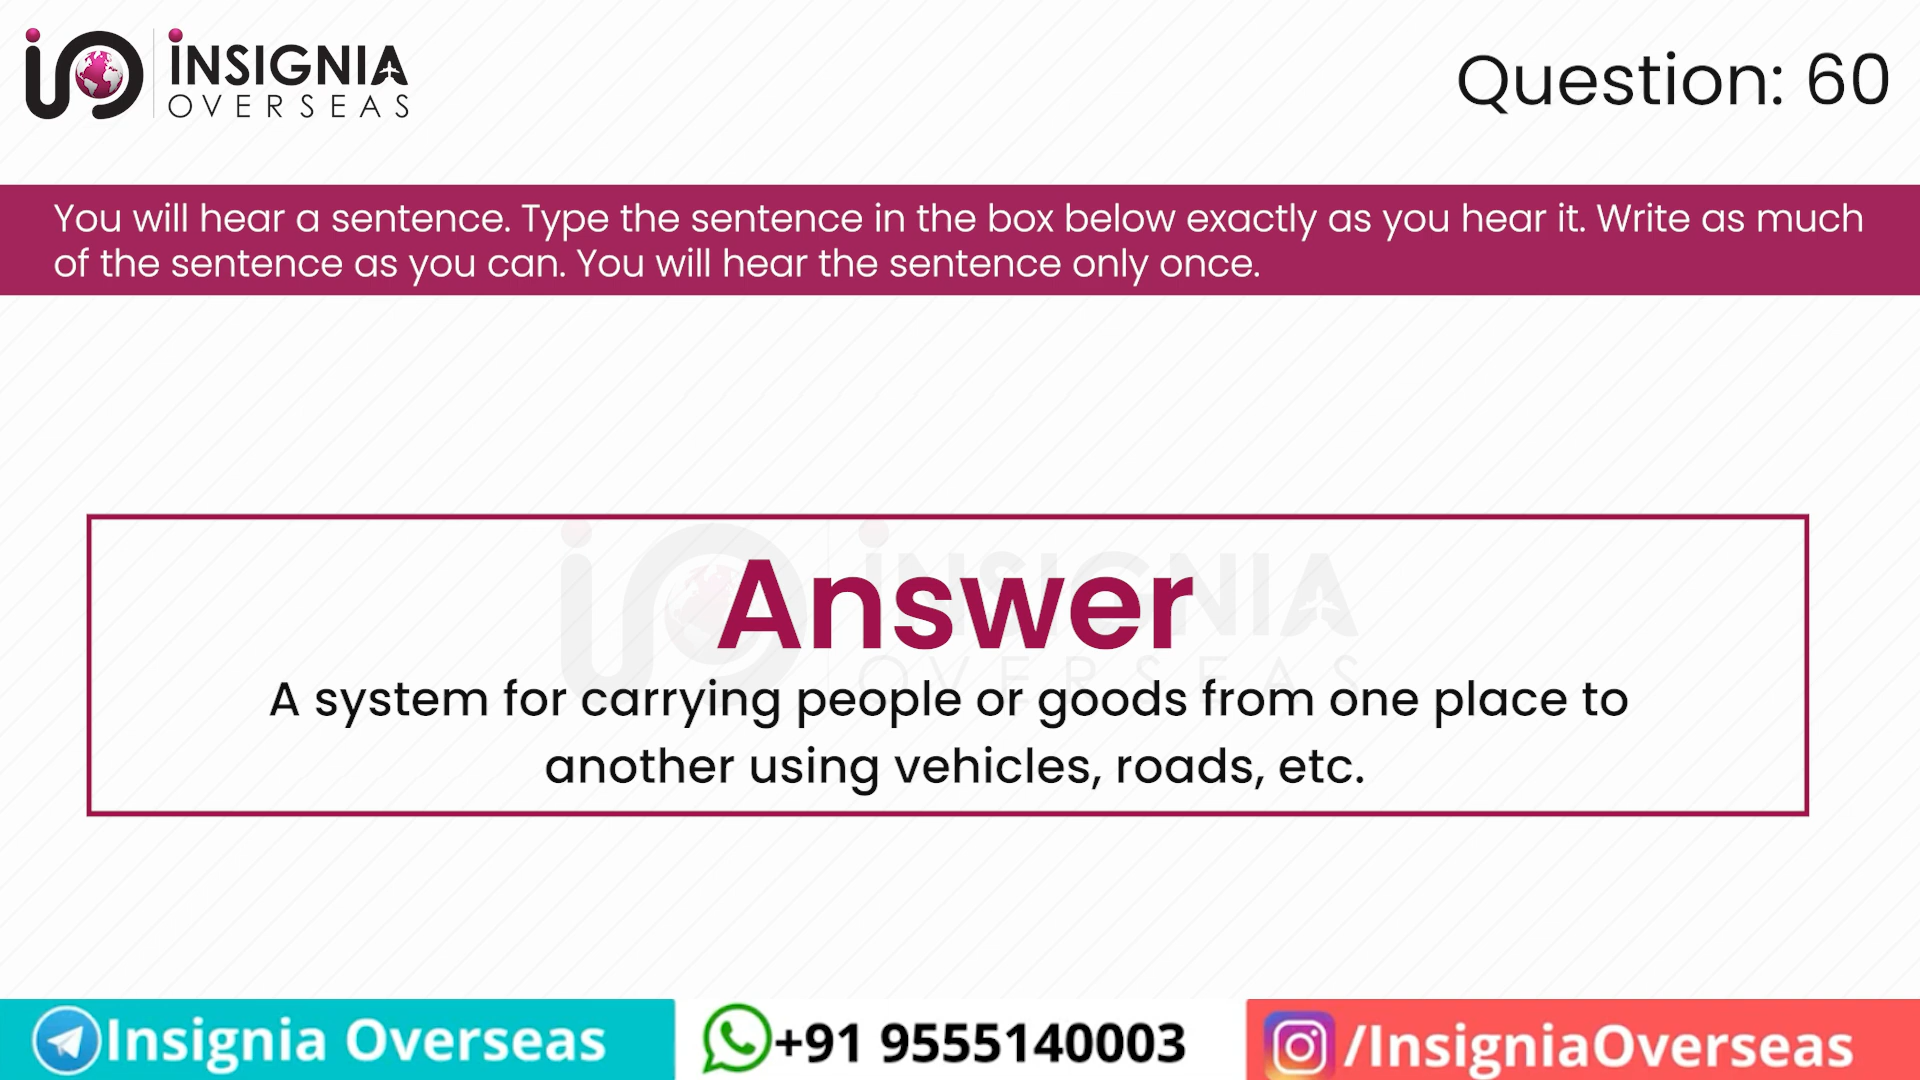 INSIGNIA
OVERSEAS
Question: 60
You will hear a sentence. Type the sentence in the box below exactly as you hear it. Write as much
of the sentence as you can. You will hear the sentence only once.
INSIGNIA
OVERSEAS
Answer
A system for carrying people or goods from one place to
another using vehicles, roads, etc.
Insignia Overseas
+91 9555140003
/InsigniaOverseas